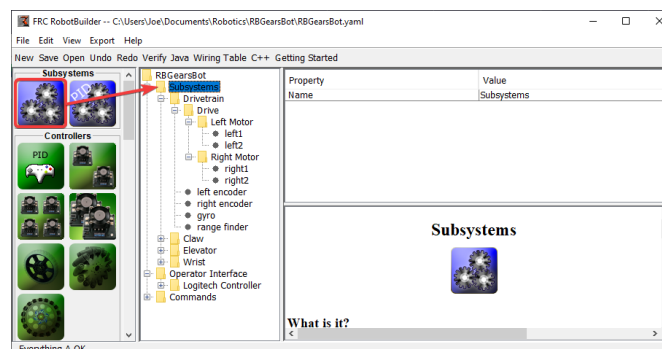 FRC RobotBuilder -- C:\Users\Joe\Documents\Robotics\RBGearsBot\RBGearsBot.yaml
File Edit View Export Help
New Save Open Undo Redo Verify Java Wiring Table C++ Getting Started
Subsystems
PID
Controllers
PID
RBGearsBot
Subsystems
Drivetrain
Drive
Left Motor
left1
left2
Right Motor
right1
right2
left encoder
right encoder
gyro
range finder
Claw
Elevator
Wrist
Operator Interface
Logitech Controller
Commands
Property Value
Name Subsystems
Subsystems
What is it?
Everything A OK